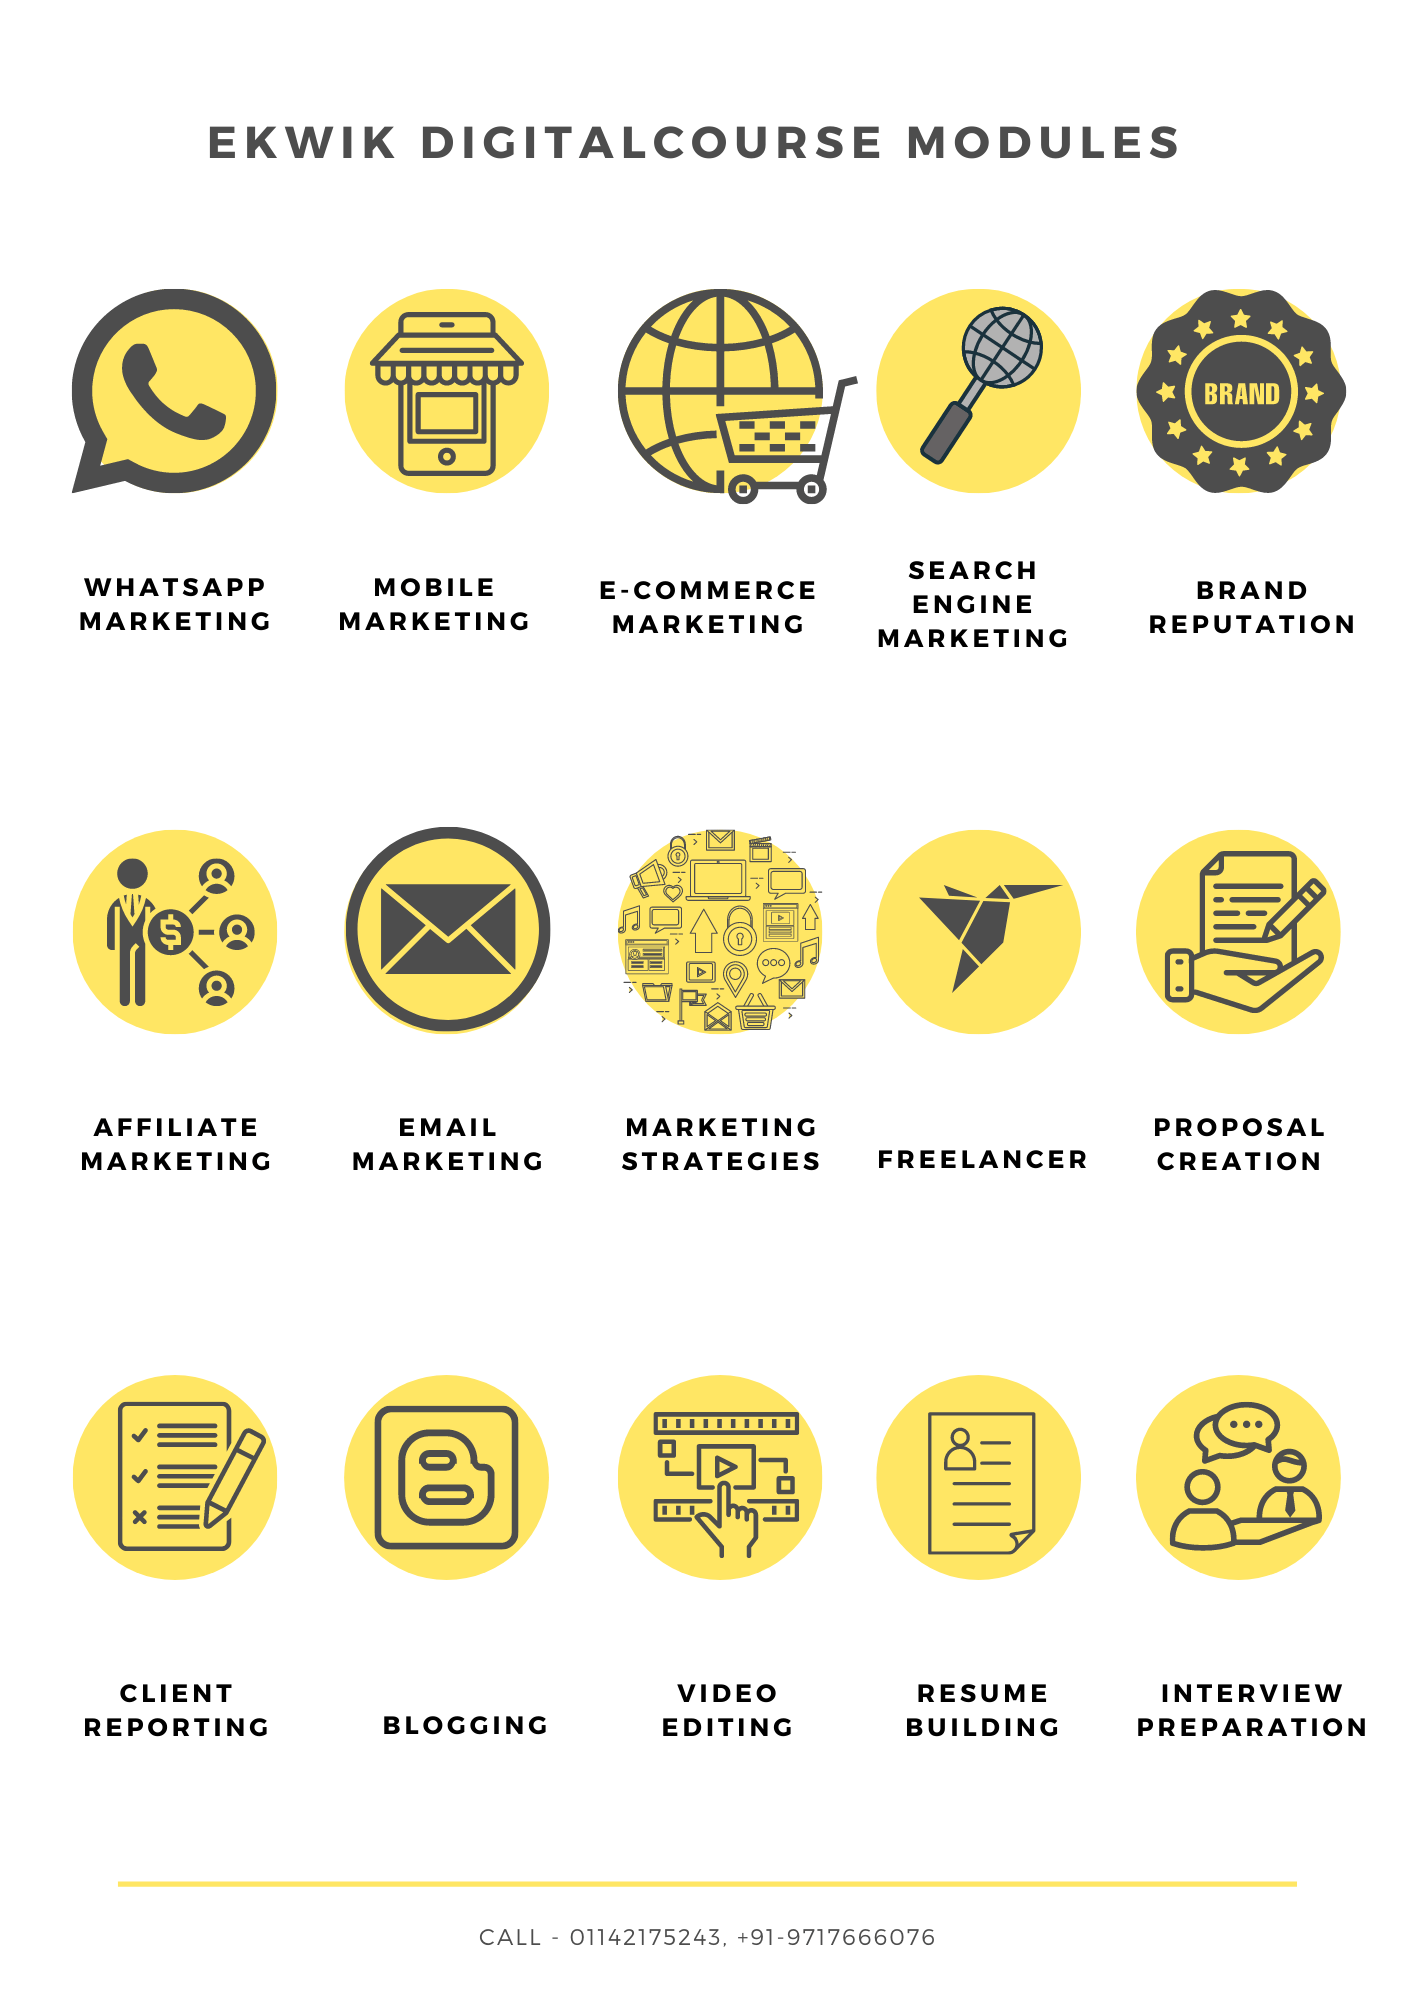 EKWIK DIGITALCOURSE MODULES
BRAND
WHATSAPP
MARKETING
MOBILE
MARKETING
E-COMMERCE
MARKETING
SEARCH
ENGINE
MARKETING
BRAND
REPUTATION
$
AFFILIATE
MARKETING
EMAIL
MARKETING
MARKETING
STRATEGIES
FREELANCER
PROPOSAL
CREATION
CLIENT
REPORTING
BLOGGING
VIDEO
EDITING
RESUME
BUILDING
INTERVIEW
PREPARATION
CALL - 01142175243, +91-9717666076